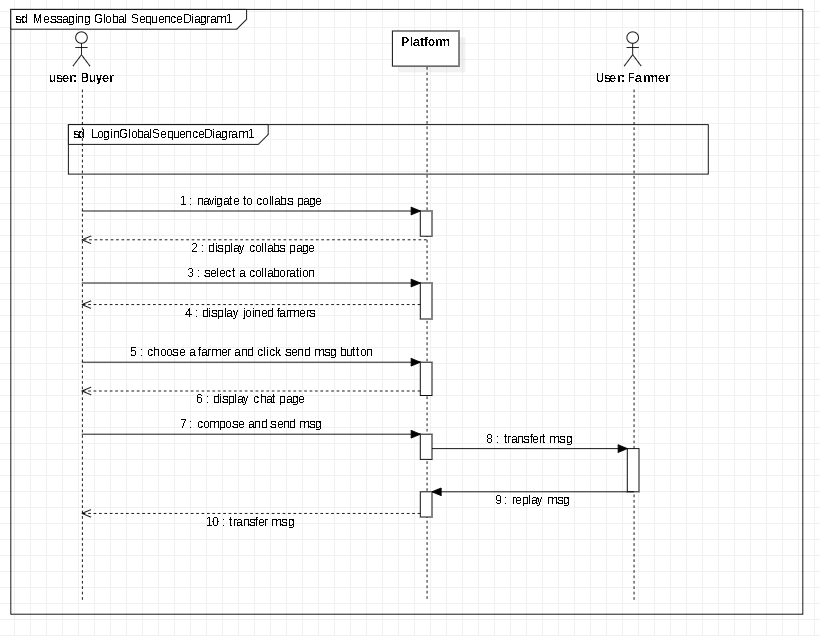 sd Messaging Global SequenceDiagram1
Platform
user: Buyer
User: Farmer
sd LoginGlobalSequenceDiagram1
1 : navigate to collabs page
2 : display collabs page
3 : select a collaboration
4 : display joined farmers
5 : choose a farmer and click send msg button
6 : display chat page
7 : compose and send msg
8 : transfert msg
9 : replay msg
10 : transfer msg